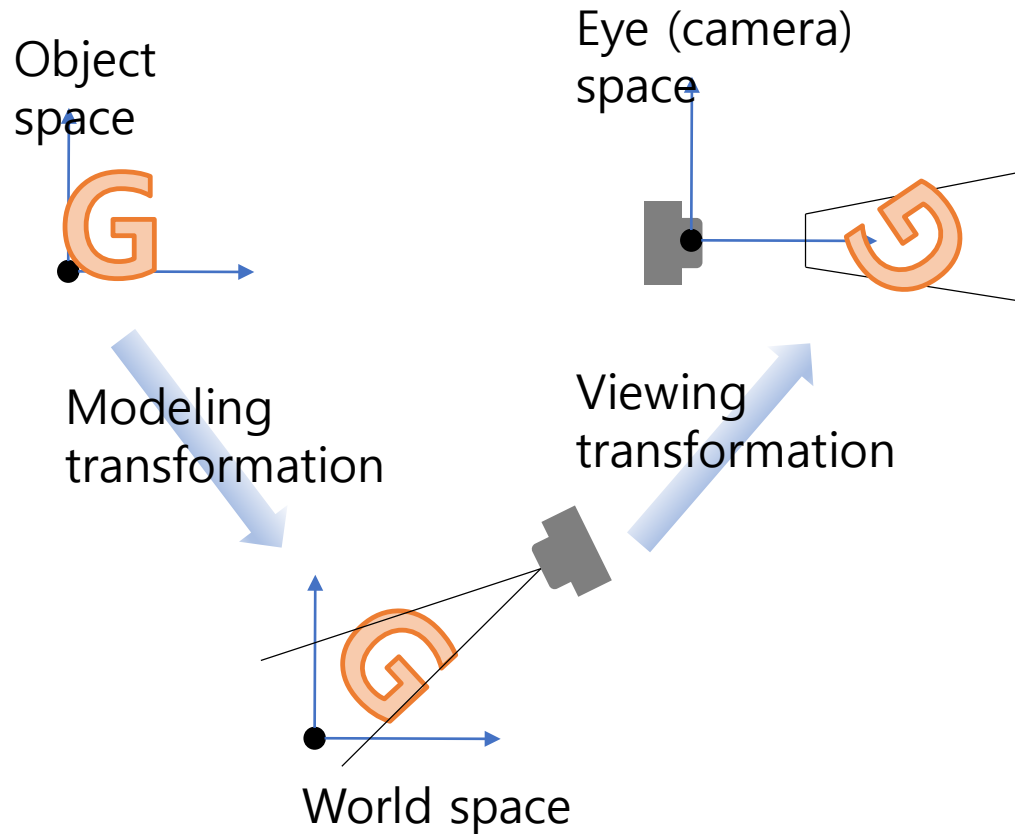 Object
space
G
Eye (camera)
space
G
Modeling
transformation
Viewing
transformation
G
World space